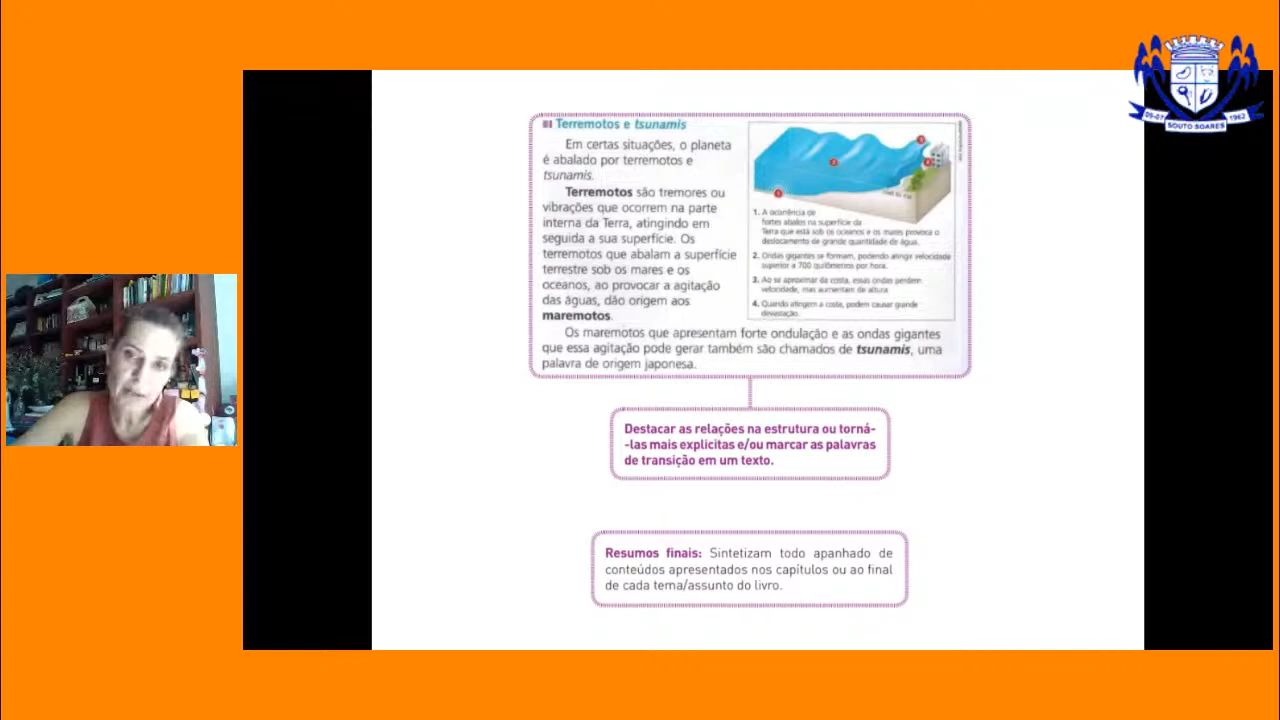 Terremotos e tsunamis
Em certas situações, o planeta
é abalado por terremotos e
tsunamis.
Terremotos são tremores ou
vibrações que ocorrem na parte
interna da Terra, atingindo em
seguida a sua superfície. Os
terremotos que abalam a superfície
terrestre sob os mares e os
oceanos, ao provocar a agitação
das águas, dão origem aos
maremotos.
Os maremotos que apresentam forte ondulação e as ondas gigantes
que essa agitação pode gerar também são chamados de tsunamis, uma
palavra de origem japonesa.
1
2
3
4
1. A ocorrência de
fortes abalos na superfície da
Terra que está sob os oceanos e os mares provoca o
deslocamento de grande quantidade de água.
2. Ondas gigantes se formam, podendo atingir velocidade
superior a 700 quilômetros por hora.
3. Ao se aproximar da costa, essas ondas perdem
velocidade, mas aumentam de altura.
4. Quando atingem a costa, podem causar grande
devastação.
Destacar as relações na estrutura ou torná-
-las mais explicitas e/ou marcar as palavras
de transição em um texto.
Resumos finais: Sintetizam todo apanhado de
conteúdos apresentados nos capítulos ou ao final
de cada tema/assunto do livro.
SOUTO SOARES
1962